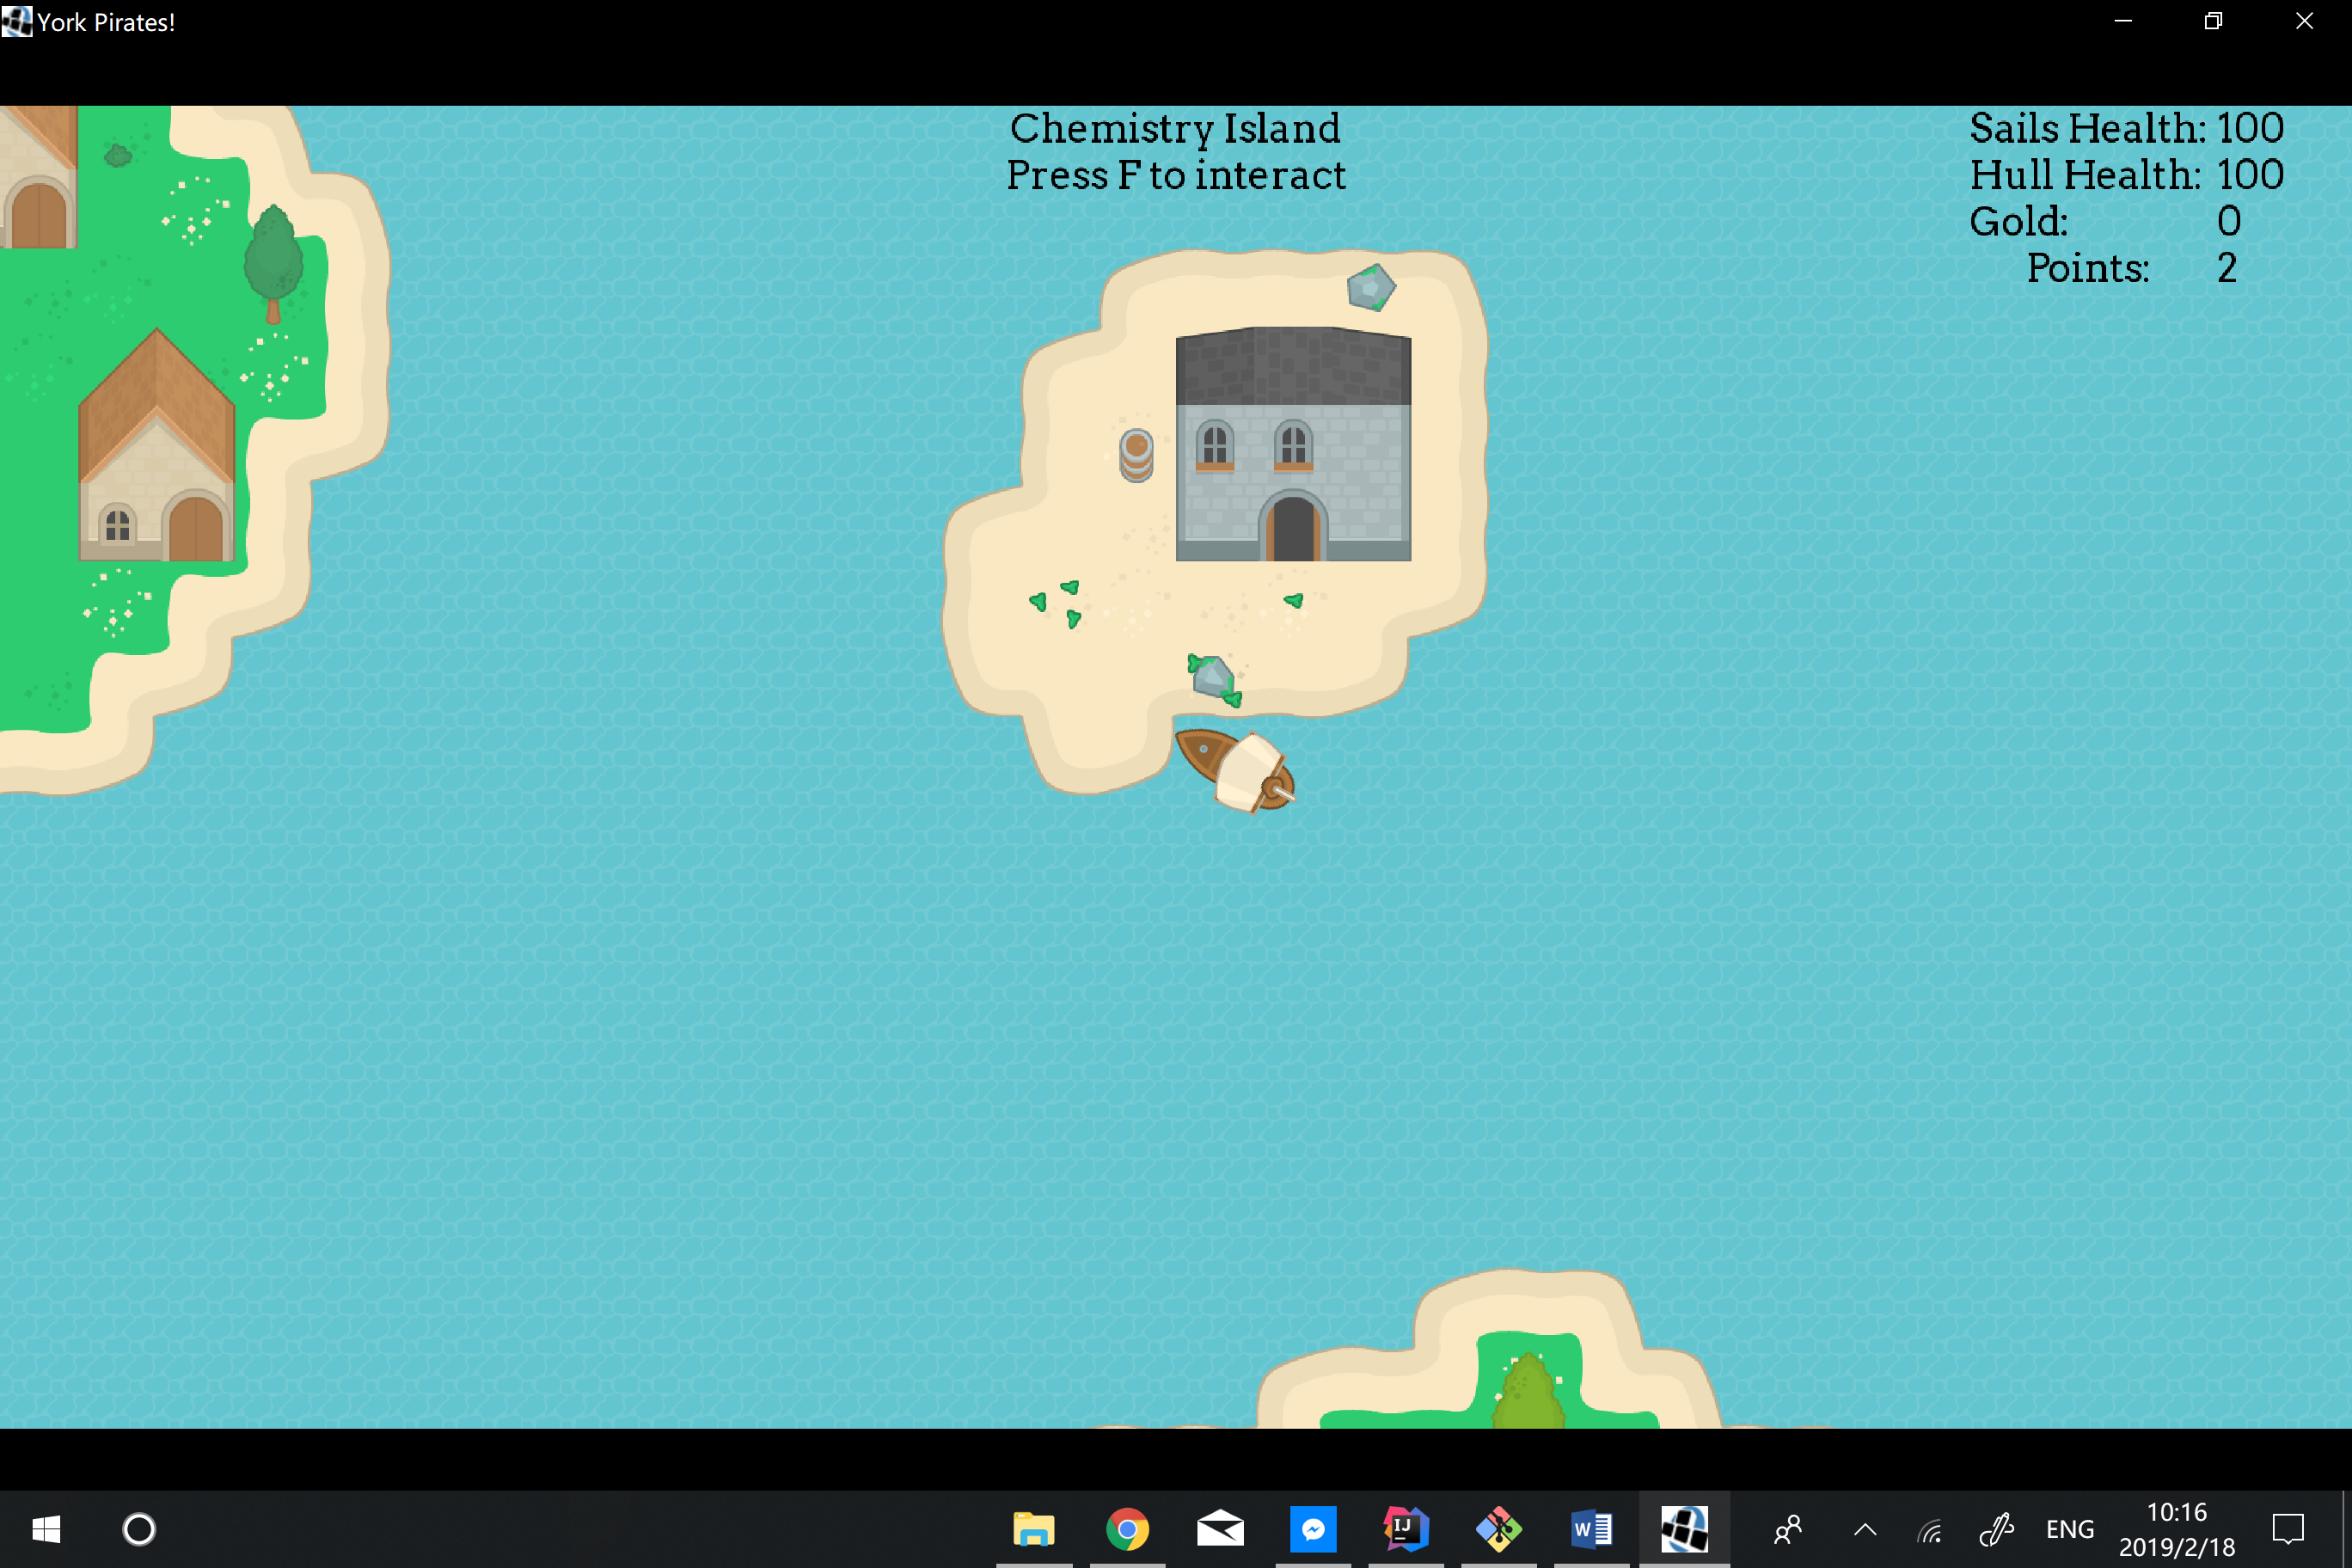 York Pirates!
Chemistry Island
Press F to interact
Sails Health: 100
Hull Health: 100
Gold: 0
Points: 2
IJ
W
ENG
10:16
2019/2/18